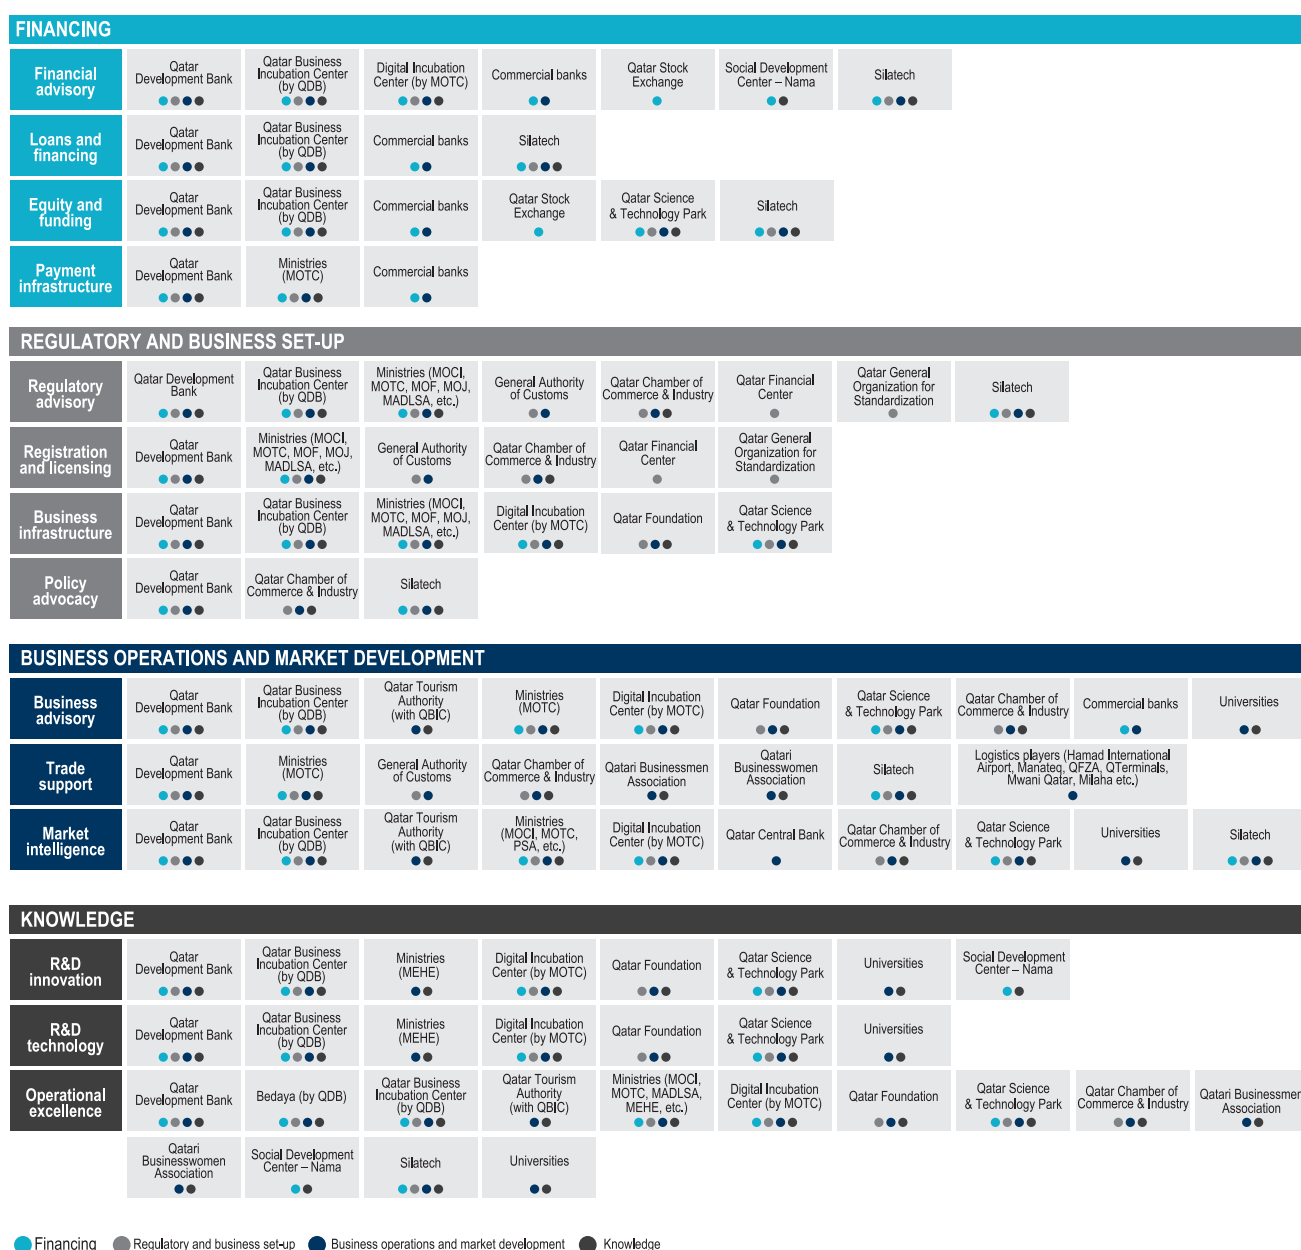 FINANCING
Financial
advisory
Qatar
Development Bank
Qatar Business
Incubation Center
(by QDB)
Digital Incubation
Center (by MOTC)
Commercial banks
Qatar Stock
Exchange
Social Development
Center – Nama
Silatech
Loans and
financing
Qatar
Development Bank
Qatar Business
Incubation Center
(by QDB)
Commercial banks
Silatech
Equity and
funding
Qatar
Development Bank
Qatar Business
Incubation Center
(by QDB)
Commercial banks
Qatar Stock
Exchange
Qatar Science
& Technology Park
Silatech
Payment
infrastructure
Qatar
Development Bank
Ministries
(MOTC)
Commercial banks
REGULATORY AND BUSINESS SET-UP
Regulatory
advisory
Qatar Development
Bank
Qatar Business
Incubation Center
(by QDB)
Ministries (MOCI,
MOTC, MOF, MOJ,
MADLSA, etc.)
General Authority
of Customs
Qatar Chamber of
Commerce & Industry
Qatar Financial
Center
Qatar General
Organization for
Standardization
Silatech
Registration
and licensing
Qatar
Development Bank
Ministries (MOCI,
MOTC, MOF, MOJ,
MADLSA, etc.)
General Authority
of Customs
Qatar Chamber of
Commerce & Industry
Qatar Financial
Center
Qatar General
Organization for
Standardization
Business
infrastructure
Qatar
Development Bank
Qatar Business
Incubation Center
(by QDB)
Ministries (MOCI,
MOTC, MOF, MOJ,
MADLSA, etc.)
Digital Incubation
Center (by MOTC)
Qatar Foundation
Qatar Science
& Technology Park
Policy
advocacy
Qatar
Development Bank
Qatar Chamber of
Commerce & Industry
Silatech
BUSINESS OPERATIONS AND MARKET DEVELOPMENT
Business
advisory
Qatar
Development Bank
Qatar Business
Incubation Center
(by QDB)
Qatar Tourism
Authority
(with QBIC)
Ministries
(MOTC)
Digital Incubation
Center (by MOTC)
Qatar Foundation
Qatar Science
& Technology Park
Qatar Chamber of
Commerce & Industry
Commercial banks
Universities
Trade
support
Qatar
Development Bank
Ministries
(MOTC)
General Authority
of Customs
Qatar Chamber of
Commerce & Industry
Qatari Businessmen
Association
Qatari
Businesswomen
Association
Silatech
Logistics players (Hamad International
Airport, Manateq, QFZA, QTerminals,
Mwani Qatar, Milaha etc.)
Market
intelligence
Qatar
Development Bank
Qatar Business
Incubation Center
(by QDB)
Qatar Tourism
Authority
(with QBIC)
Ministries
(MOCI, MOTC,
PSA, etc.)
Digital Incubation
Center (by MOTC)
Qatar Central Bank
Qatar Chamber of
Commerce & Industry
Qatar Science
& Technology Park
Universities
Silatech
KNOWLEDGE
R&D
innovation
Qatar
Development Bank
Qatar Business
Incubation Center
(by QDB)
Ministries
(MEHE)
Digital Incubation
Center (by MOTC)
Qatar Foundation
Qatar Science
& Technology Park
Universities
Social Development
Center – Nama
R&D
technology
Qatar
Development Bank
Qatar Business
Incubation Center
(by QDB)
Ministries
(MEHE)
Digital Incubation
Center (by MOTC)
Qatar Foundation
Qatar Science
& Technology Park
Universities
Operational
excellence
Qatar
Development Bank
Bedaya (by QDB)
Qatar Business
Incubation Center
(by QDB)
Qatar Tourism
Authority
(with QBIC)
Ministries (MOCI,
MOTC, MADLSA,
MEHE, etc.)
Digital Incubation
Center (by MOTC)
Qatar Foundation
Qatar Science
& Technology Park
Qatar Chamber of
Commerce & Industry
Qatari Businessmen
Association
Qatari
Businesswomen
Association
Social Development
Center – Nama
Silatech
Universities
Financing
Regulatory and business set-up
Business operations and market development
Knowledge